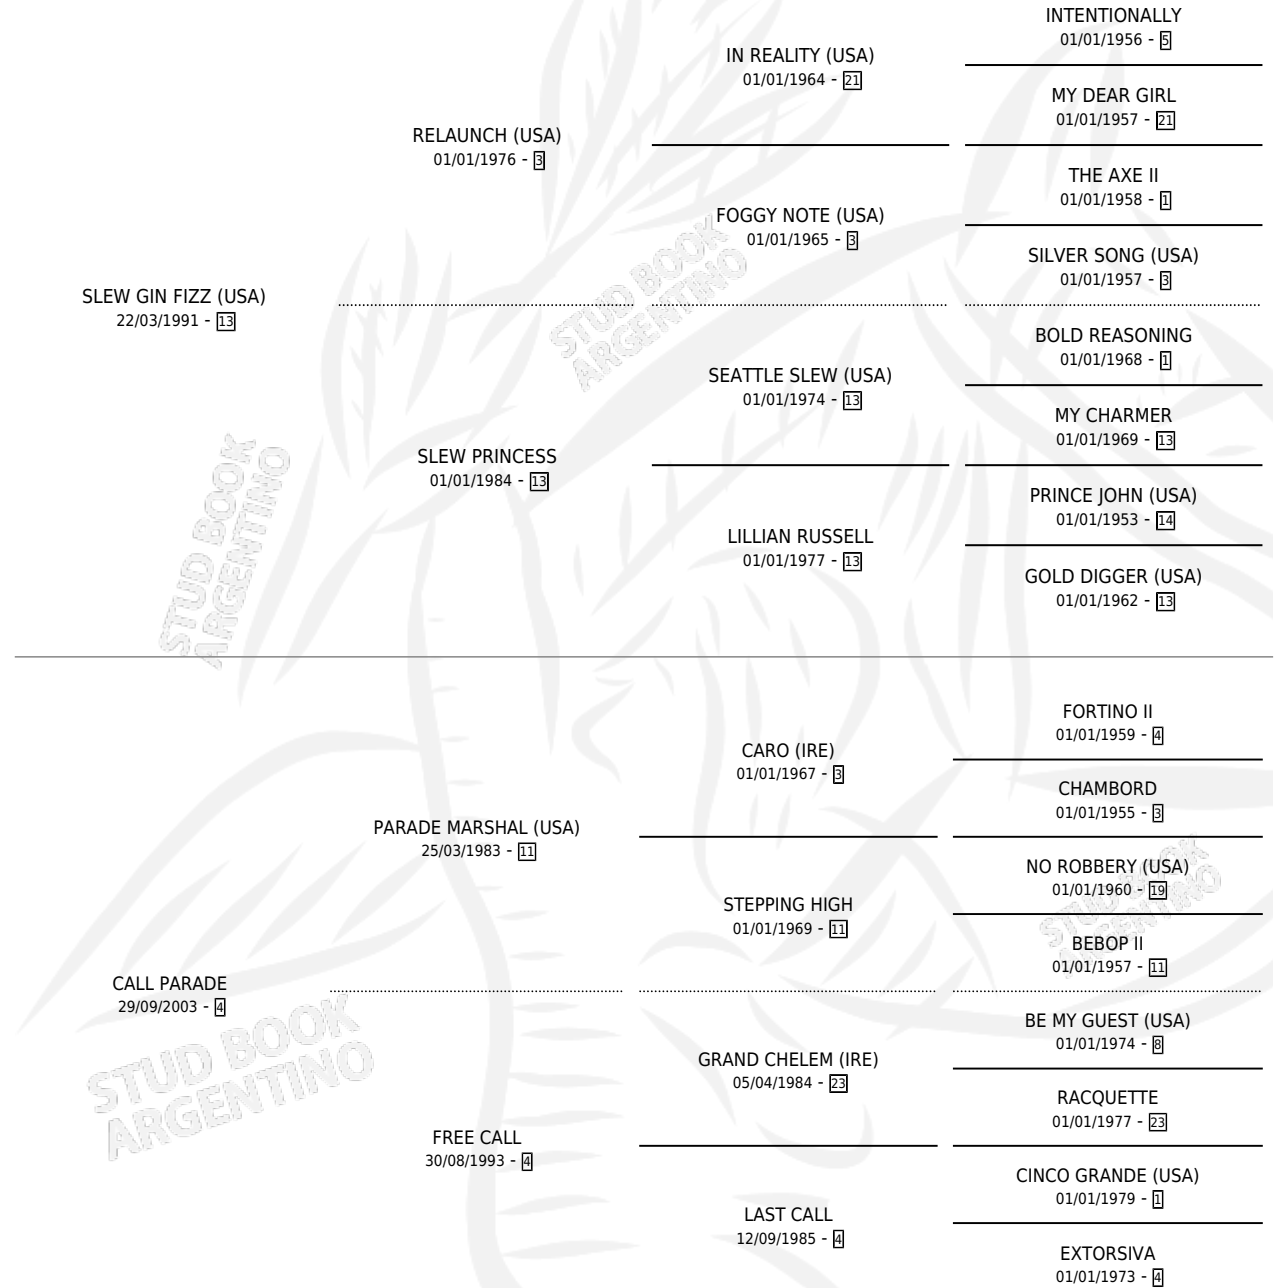 INTENTIONALLY
01/01/1956 - 5
IN REALITY (USA)
01/01/1964 - 21
MY DEAR GIRL
01/01/1957 - 21
RELAUNCH (USA)
01/01/1976 - 3
THE AXE II
01/01/1958 - 1
FOGGY NOTE (USA)
01/01/1965 - 3
SILVER SONG (USA)
01/01/1957 - 3
SLEW GIN FIZZ (USA)
22/03/1991 - 13
BOLD REASONING
01/01/1968 - 1
SEATTLE SLEW (USA)
01/01/1974 - 13
MY CHARMER
01/01/1969 - 13
SLEW PRINCESS
01/01/1984 - 13
PRINCE JOHN (USA)
01/01/1953 - 14
LILLIAN RUSSELL
01/01/1977 - 13
GOLD DIGGER (USA)
01/01/1962 - 13
FORTINO II
01/01/1959 - 4
CARO (IRE)
01/01/1967 - 3
CHAMBORD
01/01/1955 - 3
PARADE MARSHAL (USA)
25/03/1983 - 11
NO ROBBERY (USA)
01/01/1960 - 19
STEPPING HIGH
01/01/1969 - 11
BEBOP II
01/01/1957 - 11
CALL PARADE
29/09/2003 - 4
BE MY GUEST (USA)
01/01/1974 - 8
GRAND CHELEM (IRE)
05/04/1984 - 23
RACQUETTE
01/01/1977 - 23
FREE CALL
30/08/1993 - 4
CINCO GRANDE (USA)
01/01/1979 - 1
LAST CALL
12/09/1985 - 4
EXTORSIVA
01/01/1973 - 4
STUD BOOK
ARGENTINO
STUD BOOK
ARGENTINO
STUD BOOK
ARGENTINO
STUD BOOK
ARGENTINO